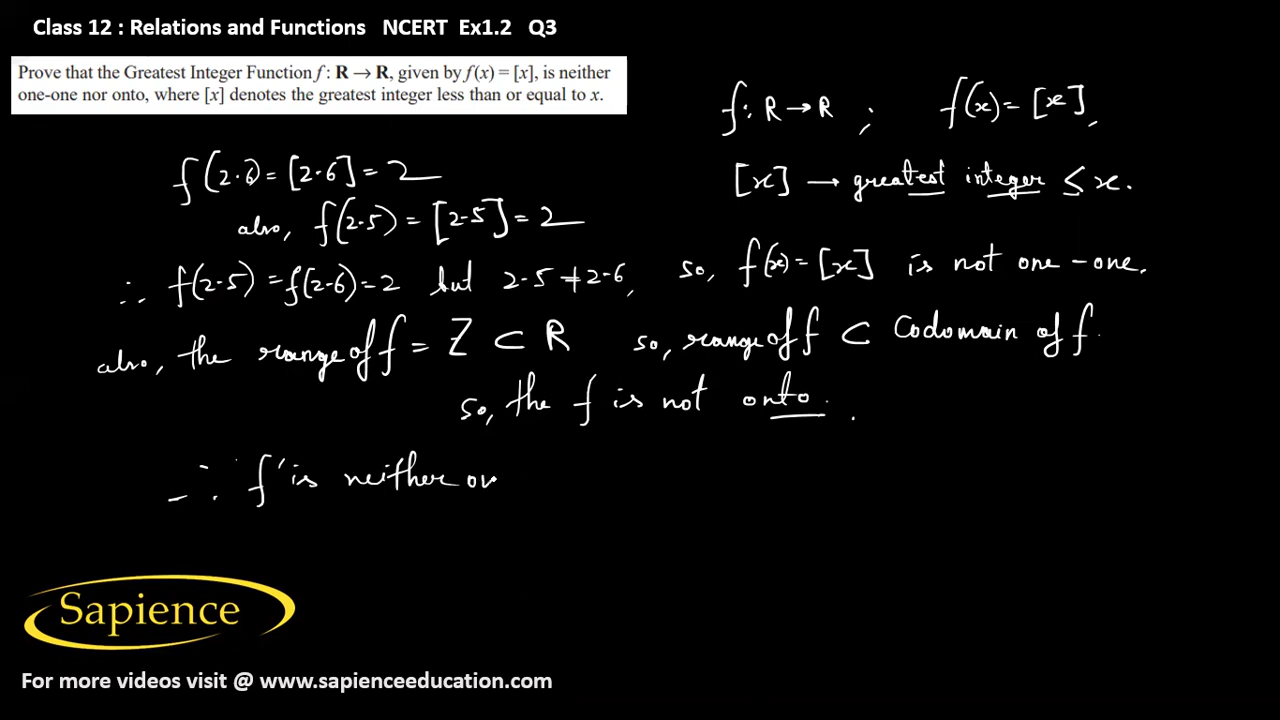 Class 12 : Relations and Functions NCERT Ex1.2 Q3
Prove that the Greatest Integer Function f : R → R, given by f(x) = [x], is neither
one-one nor onto, where [x] denotes the greatest integer less than or equal to x.
f: R → R ; f(x) = [x],
[x] → greatest integer ≤ x.
f(2.6) = [2.6] = 2
also, f(2.5) = [2.5] = 2
∴ f(2.5) = f(2.6) = 2 but 2.5 ≠ 2.6, so, f(x) = [x] is not one-one.
also, the range of f = Z ⊂ R so, range of f ⊂ Codomain of f.
so, the f is not onto.
∴ f is neither on
Sapience
For more videos visit @ www.sapienceeducation.com